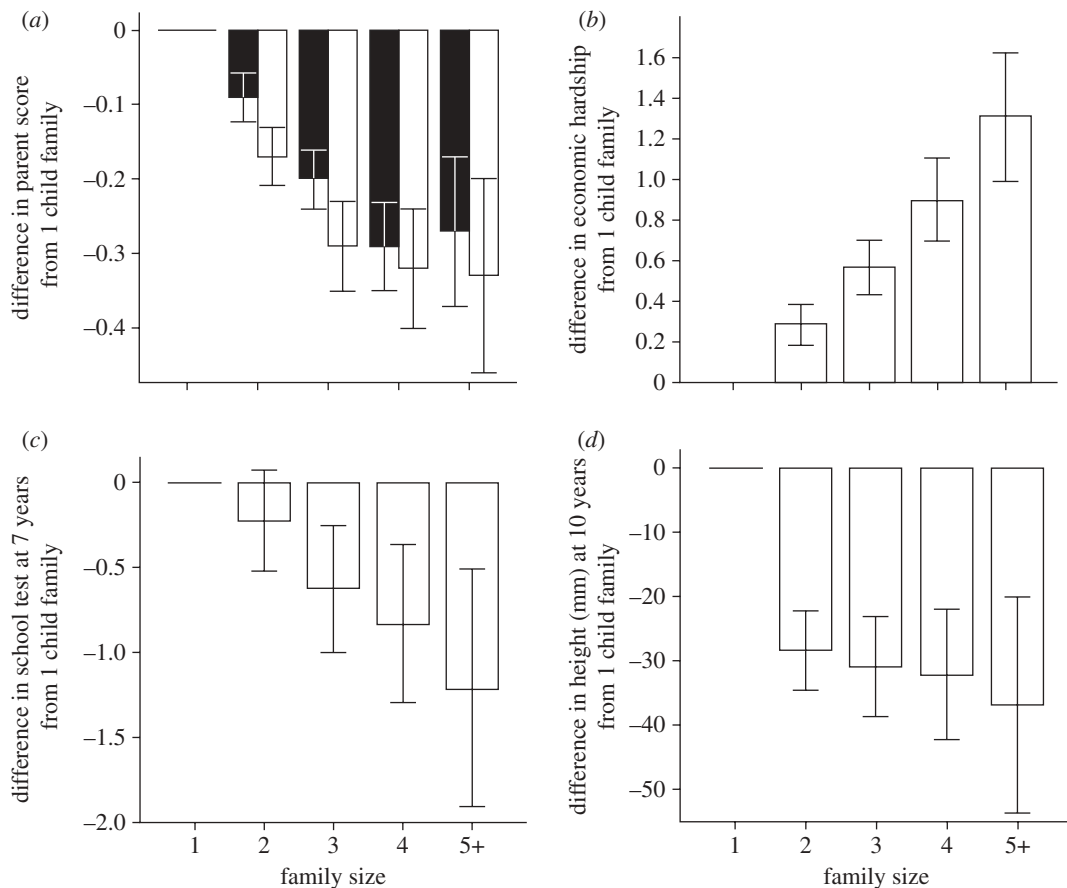 (a)
0
–0.1
–0.2
–0.3
–0.4
difference in parent score
from 1 child family
(b)
1.6
1.4
1.2
1.0
0.8
0.6
0.4
0.2
0
difference in economic hardship
from 1 child family
(c)
0
–0.5
–1.0
–1.5
–2.0
difference in school test at 7 years
from 1 child family
1 2 3 4 5+
family size
(d)
0
–10
–20
–30
–40
–50
difference in height (mm) at 10 years
from 1 child family
1 2 3 4 5+
family size